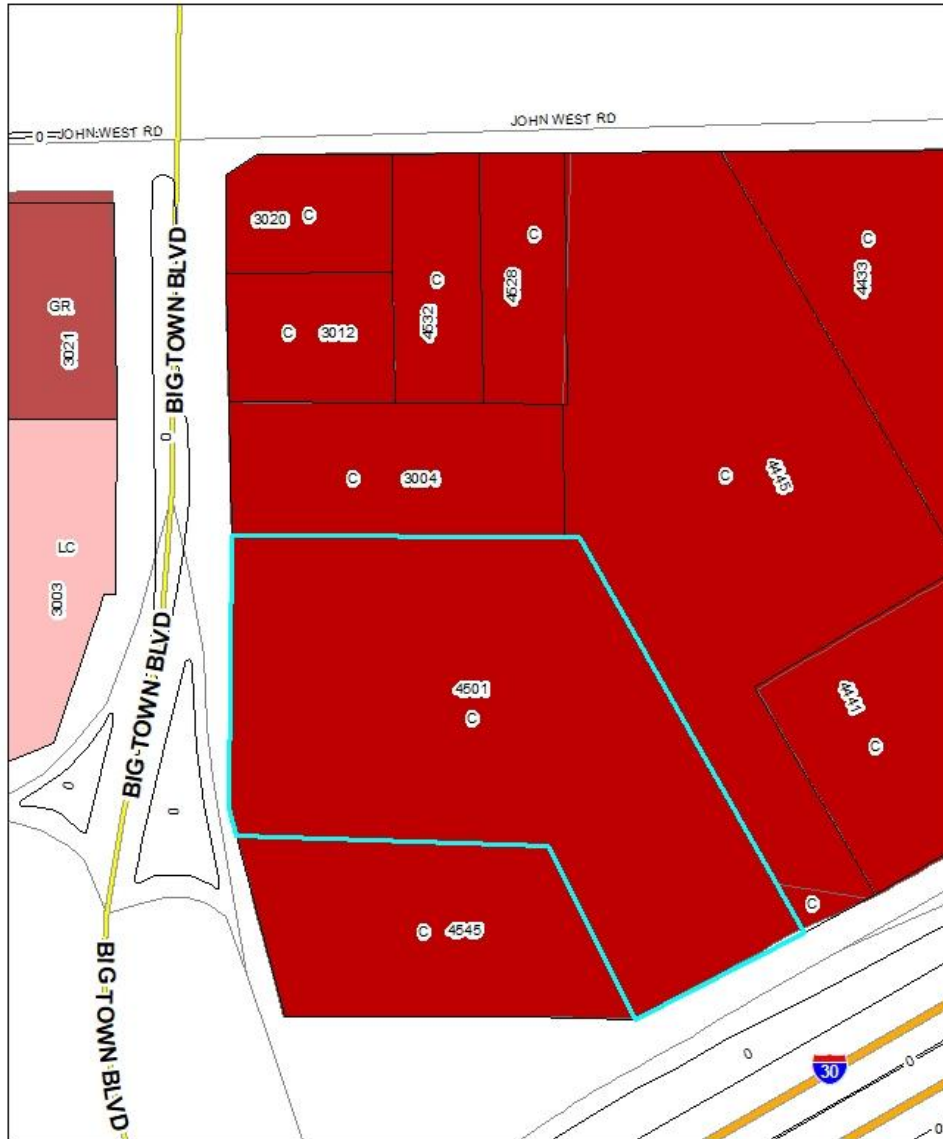 JOHN WEST RD
0
JOHN WEST RD
3020
C
C
C
4433
C
4528
4532
GR
3021
C
3012
BIG TOWN BLVD
0
C
3004
C
4445
LC
3003
4501
C
4441
C
BIG TOWN BLVD
0
0
C
C
4545
BIG TOWN BLVD
0
30
0
0